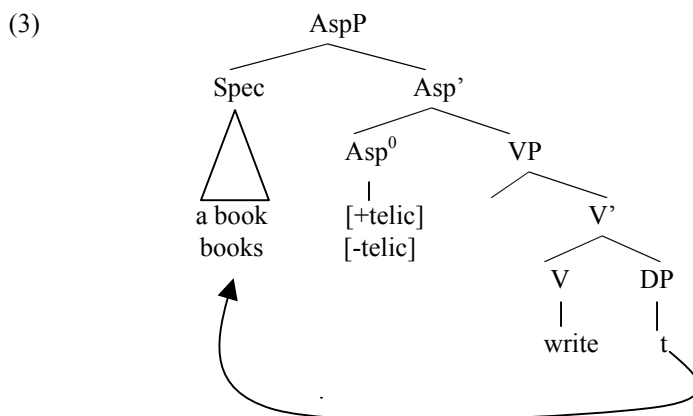 (3) AspP
Spec Asp’
Asp⁰ VP
a book [+telic] V’
books [-telic]
V DP
write t